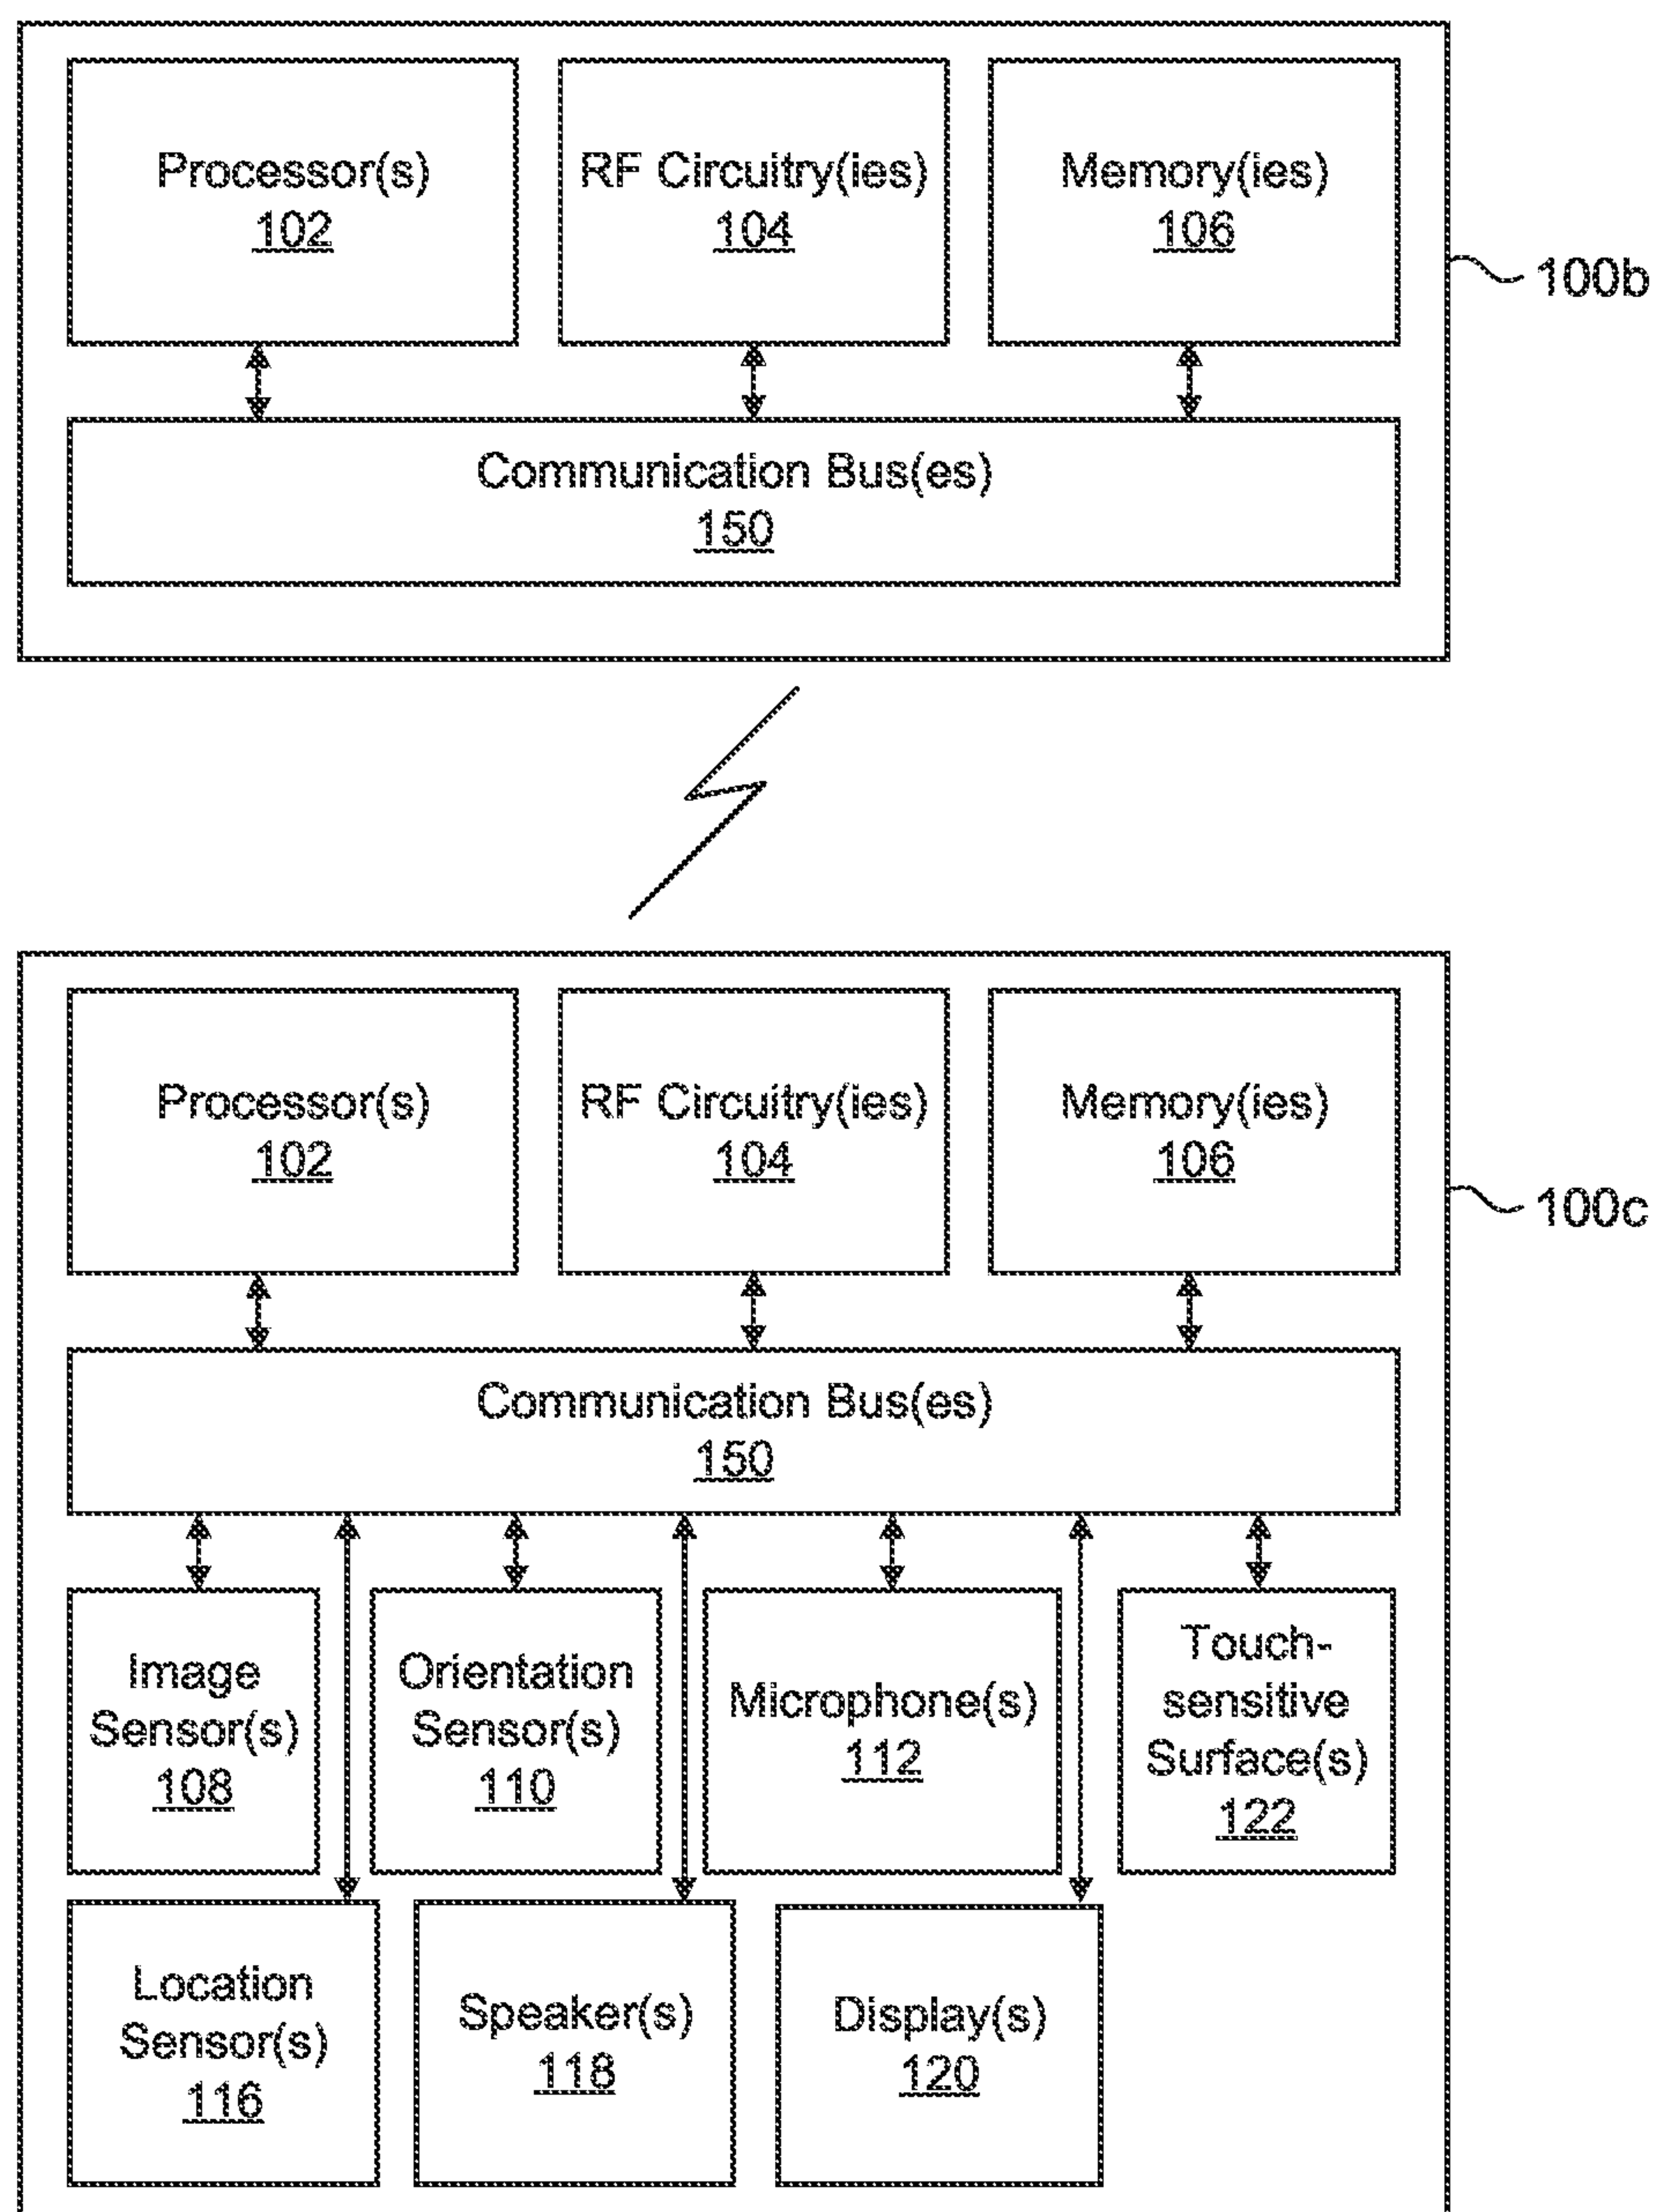 Processor(s)
102
RF Circuitry(ies)
104
Memory(ies)
106
100b
Communication Bus(es)
150
Processor(s)
102
RF Circuitry(ies)
104
Memory(ies)
106
100c
Communication Bus(es)
150
Image
Sensor(s)
108
Orientation
Sensor(s)
110
Microphone(s)
112
Touch-
sensitive
Surface(s)
122
Location
Sensor(s)
116
Speaker(s)
118
Display(s)
120